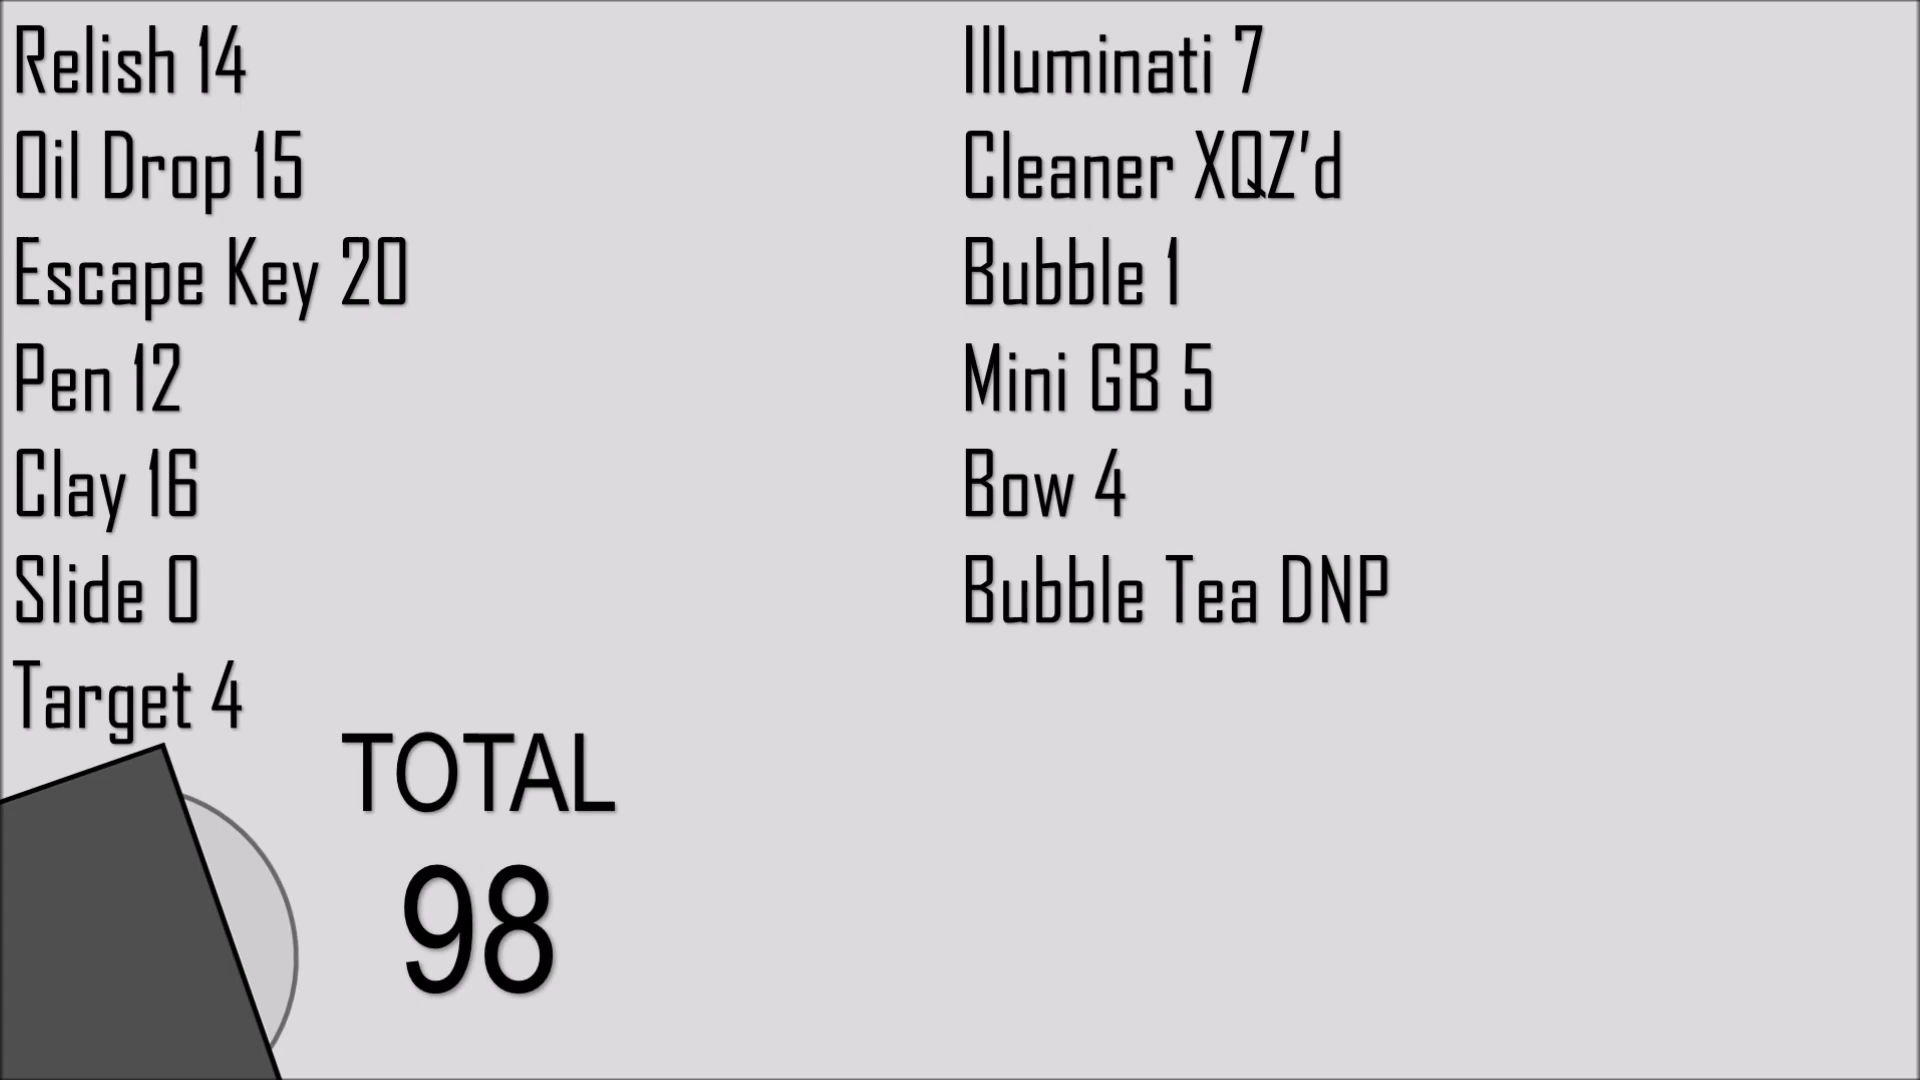 Relish 14
Oil Drop 15
Escape Key 20
Pen 12
Clay 16
Slide 0
Target 4
TOTAL
98
Illuminati 7
Cleaner XQZ'd
Bubble 1
Mini GB 5
Bow 4
Bubble Tea DNP